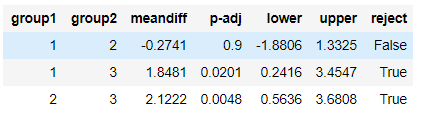 group1 group2 meandiff p-adj lower upper reject
1 2 -0.2741 0.9 -1.8806 1.3325 False
1 3 1.8481 0.0201 0.2416 3.4547 True
2 3 2.1222 0.0048 0.5636 3.6808 True